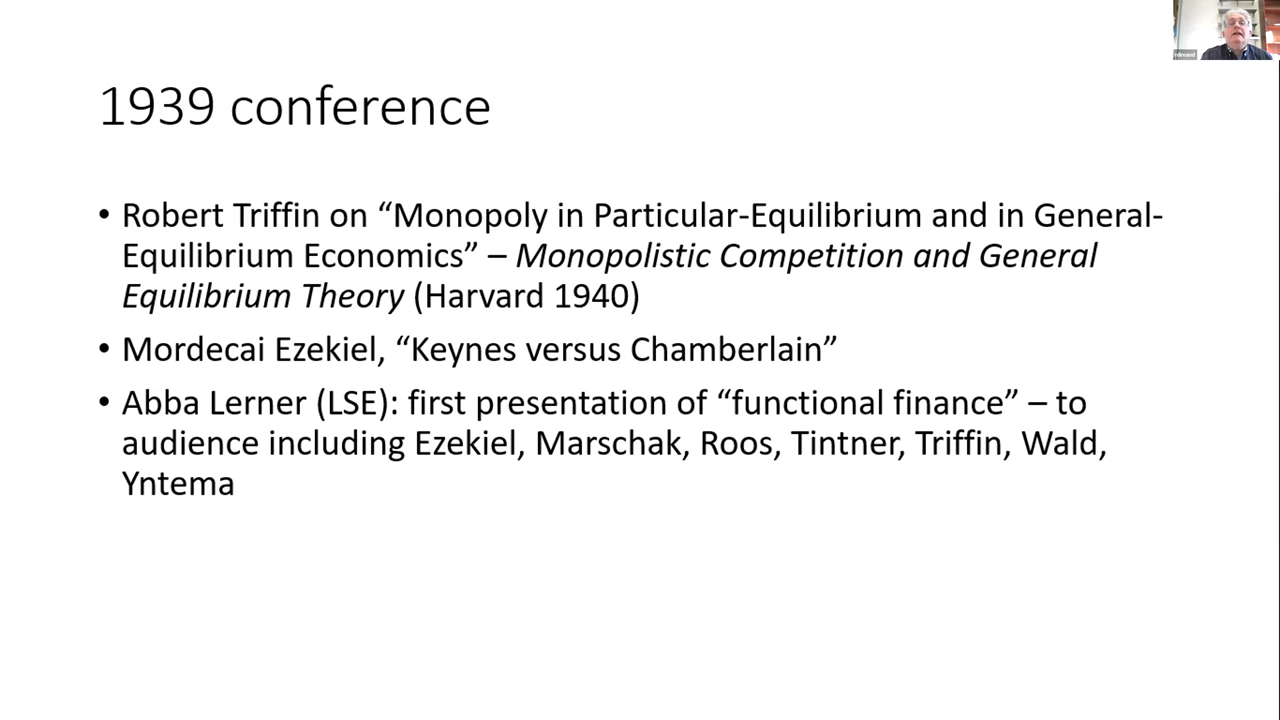 edmund
1939 conference
• Robert Triffin on “Monopoly in Particular-Equilibrium and in General-
Equilibrium Economics” – Monopolistic Competition and General
Equilibrium Theory (Harvard 1940)
• Mordecai Ezekiel, “Keynes versus Chamberlain”
• Abba Lerner (LSE): first presentation of “functional finance” – to
audience including Ezekiel, Marschak, Roos, Tintner, Triffin, Wald,
Yntema